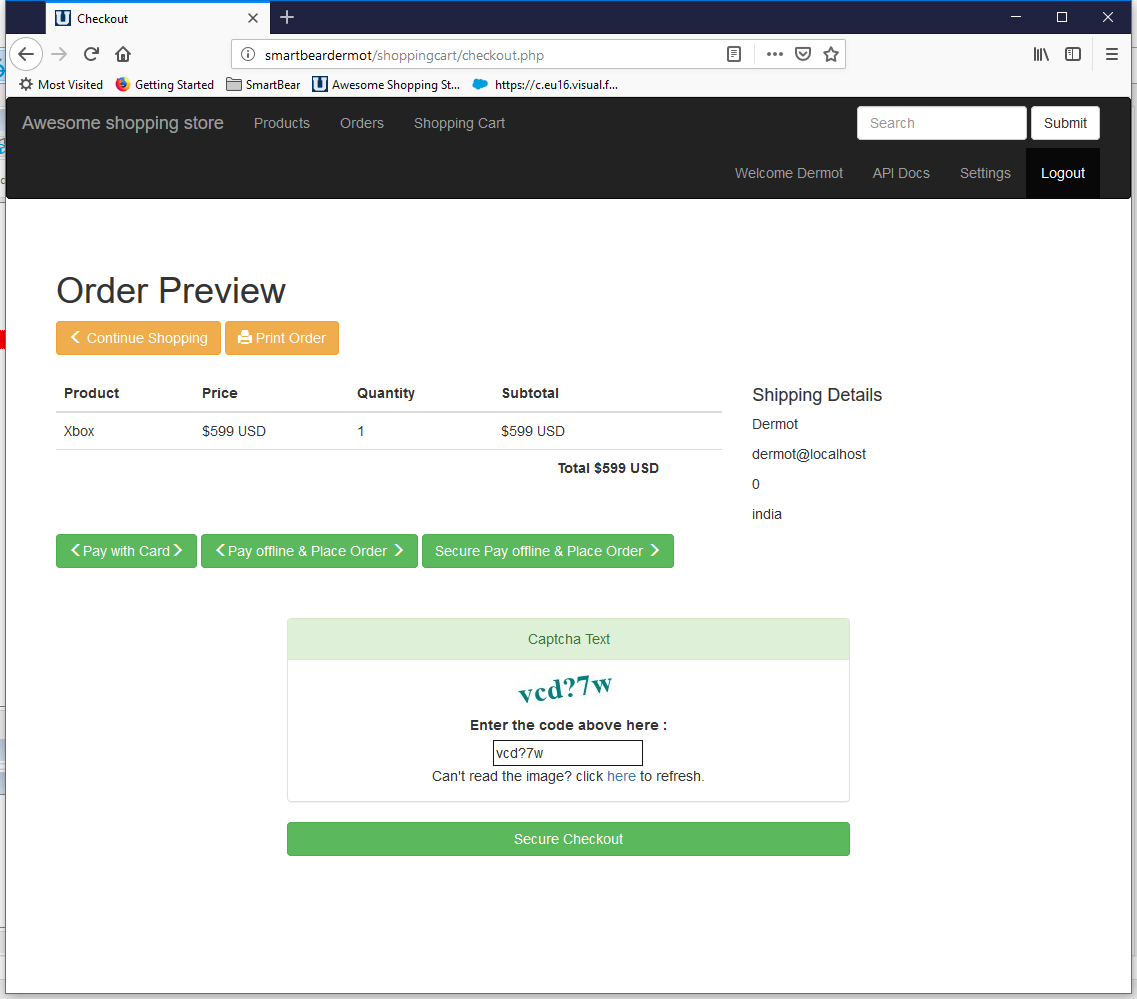 Checkout
smartbeardermot/shoppingcart/checkout.php
Most Visited Getting Started SmartBear Awesome Shopping St... https://c.eu16.visual.f...
Awesome shopping store Products Orders Shopping Cart Search Submit
Welcome Dermot API Docs Settings Logout
Order Preview
Continue Shopping Print Order
Product Price Quantity Subtotal
Xbox $599 USD 1 $599 USD
Total $599 USD
Shipping Details
Dermot
dermot@localhost
0
india
Pay with Card Pay offline & Place Order Secure Pay offline & Place Order
Captcha Text
vcd?7w
Enter the code above here :
vcd?7w
Can't read the image? click here to refresh.
Secure Checkout